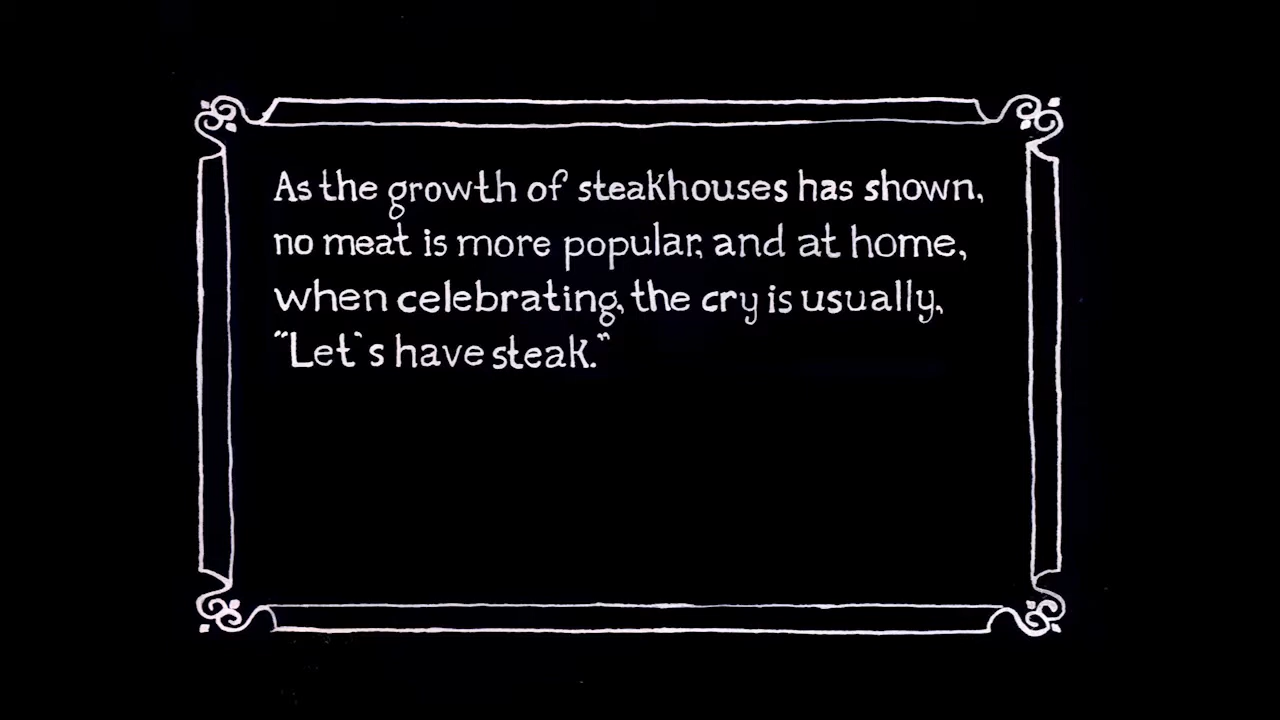 As the growth of steakhouses has shown,
no meat is more popular, and at home,
when celebrating, the cry is usually,
"Let's have steak."